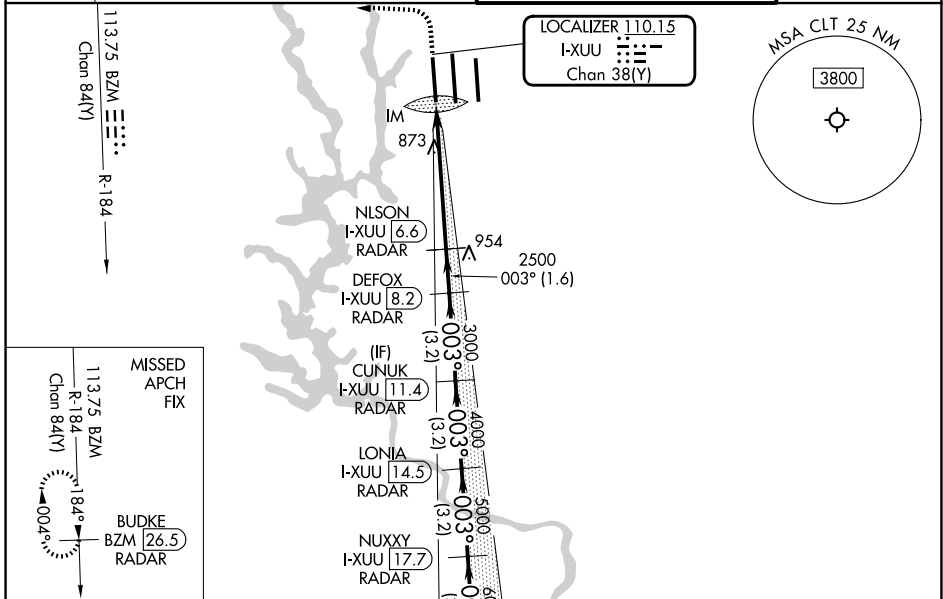 113.75 BZM
Chan 84(Y)
R-184
LOCALIZER 110.15
I-XUU
Chan 38(Y)
MSA CLT 25 NM
3800
IM
873
NLSON
I-XUU 6.6
RADAR
954
2500
003° (1.6)
DEFOX
I-XUU 8.2
RADAR
003°
3000
(3.2)
(IF)
CUNUK
I-XUU 11.4
RADAR
003°
4000
(3.2)
LONIA
I-XUU 14.5
RADAR
003°
5000
(3.2)
NUXXY
I-XUU 17.7
RADAR
MISSED
APCH
FIX
113.75 BZM
R-184
Chan 84(Y)
184°
004°
BUDKE
BZM 26.5
RADAR